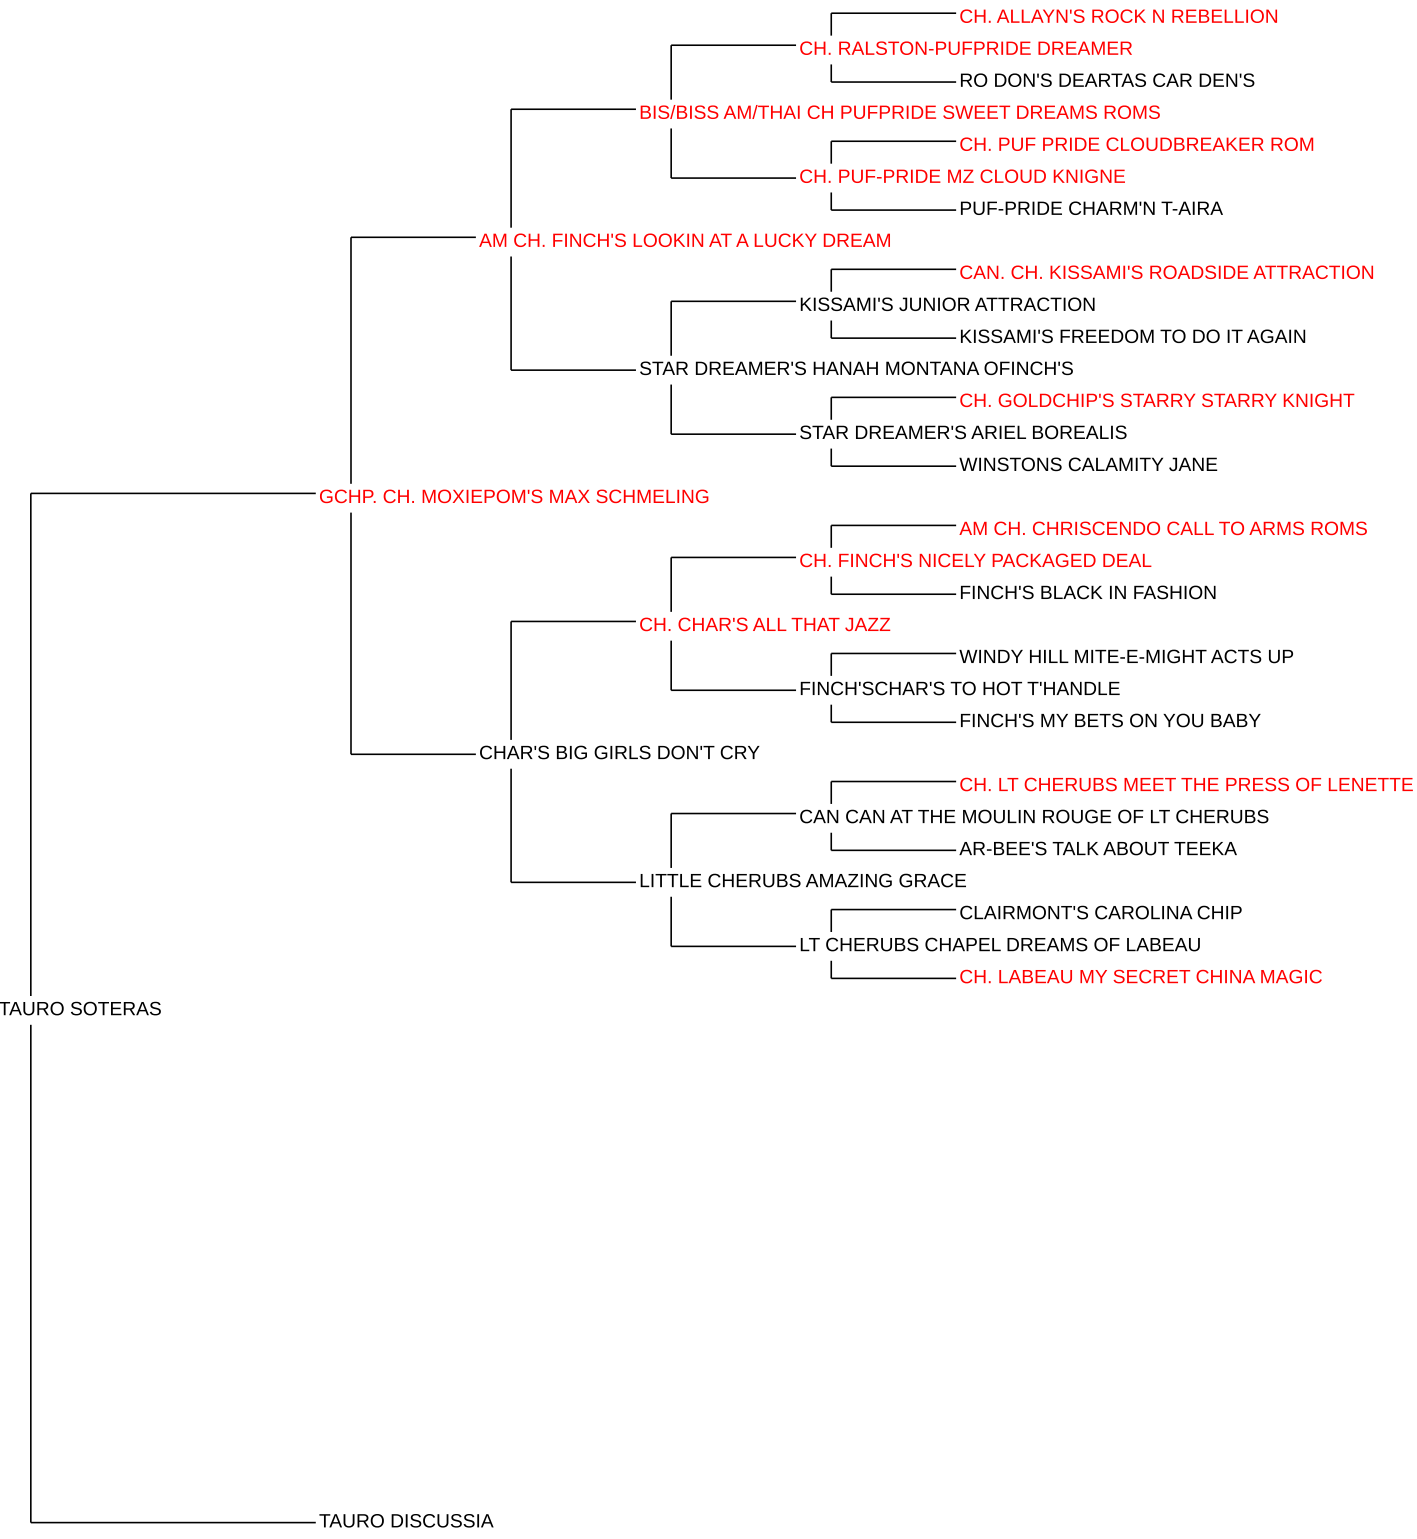 CH. ALLAYN'S ROCK N REBELLION
CH. RALSTON-PUFPRIDE DREAMER
RO DON'S DEARTAS CAR DEN'S
BIS/BISS AM/THAI CH PUFPRIDE SWEET DREAMS ROMS
CH. PUF PRIDE CLOUDBREAKER ROM
CH. PUF-PRIDE MZ CLOUD KNIGNE
PUF-PRIDE CHARM'N T-AIRA
AM CH. FINCH'S LOOKIN AT A LUCKY DREAM
CAN. CH. KISSAMI'S ROADSIDE ATTRACTION
KISSAMI'S JUNIOR ATTRACTION
KISSAMI'S FREEDOM TO DO IT AGAIN
STAR DREAMER'S HANAH MONTANA OFINCH'S
CH. GOLDCHIP'S STARRY STARRY KNIGHT
STAR DREAMER'S ARIEL BOREALIS
WINSTONS CALAMITY JANE
GCHP. CH. MOXIEPOM'S MAX SCHMELING
AM CH. CHRISCENDO CALL TO ARMS ROMS
CH. FINCH'S NICELY PACKAGED DEAL
FINCH'S BLACK IN FASHION
CH. CHAR'S ALL THAT JAZZ
WINDY HILL MITE-E-MIGHT ACTS UP
FINCH'SCHAR'S TO HOT T'HANDLE
FINCH'S MY BETS ON YOU BABY
CHAR'S BIG GIRLS DON'T CRY
CH. LT CHERUBS MEET THE PRESS OF LENETTE
CAN CAN AT THE MOULIN ROUGE OF LT CHERUBS
AR-BEE'S TALK ABOUT TEEKA
LITTLE CHERUBS AMAZING GRACE
CLAIRMONT'S CAROLINA CHIP
LT CHERUBS CHAPEL DREAMS OF LABEAU
CH. LABEAU MY SECRET CHINA MAGIC
TAURO SOTERAS
TAURO DISCUSSIA